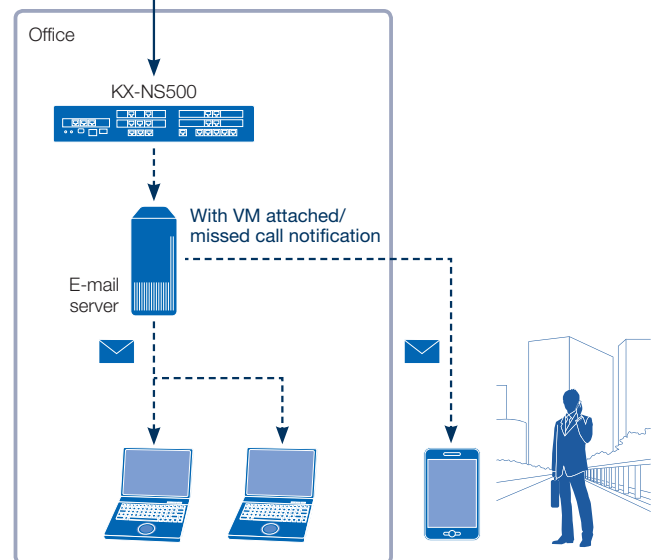 Office
KX-NS500
With VM attached/
missed call notification
E-mail
server